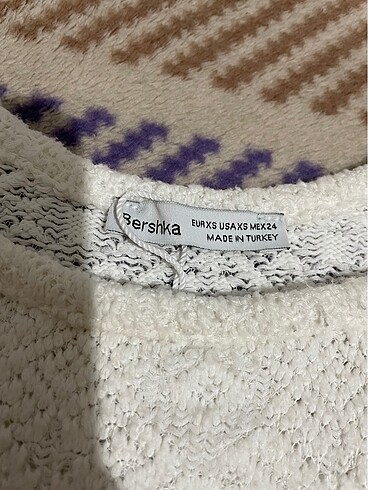 Bershka
EUR XS USA XS MEX 24
MADE IN TURKEY